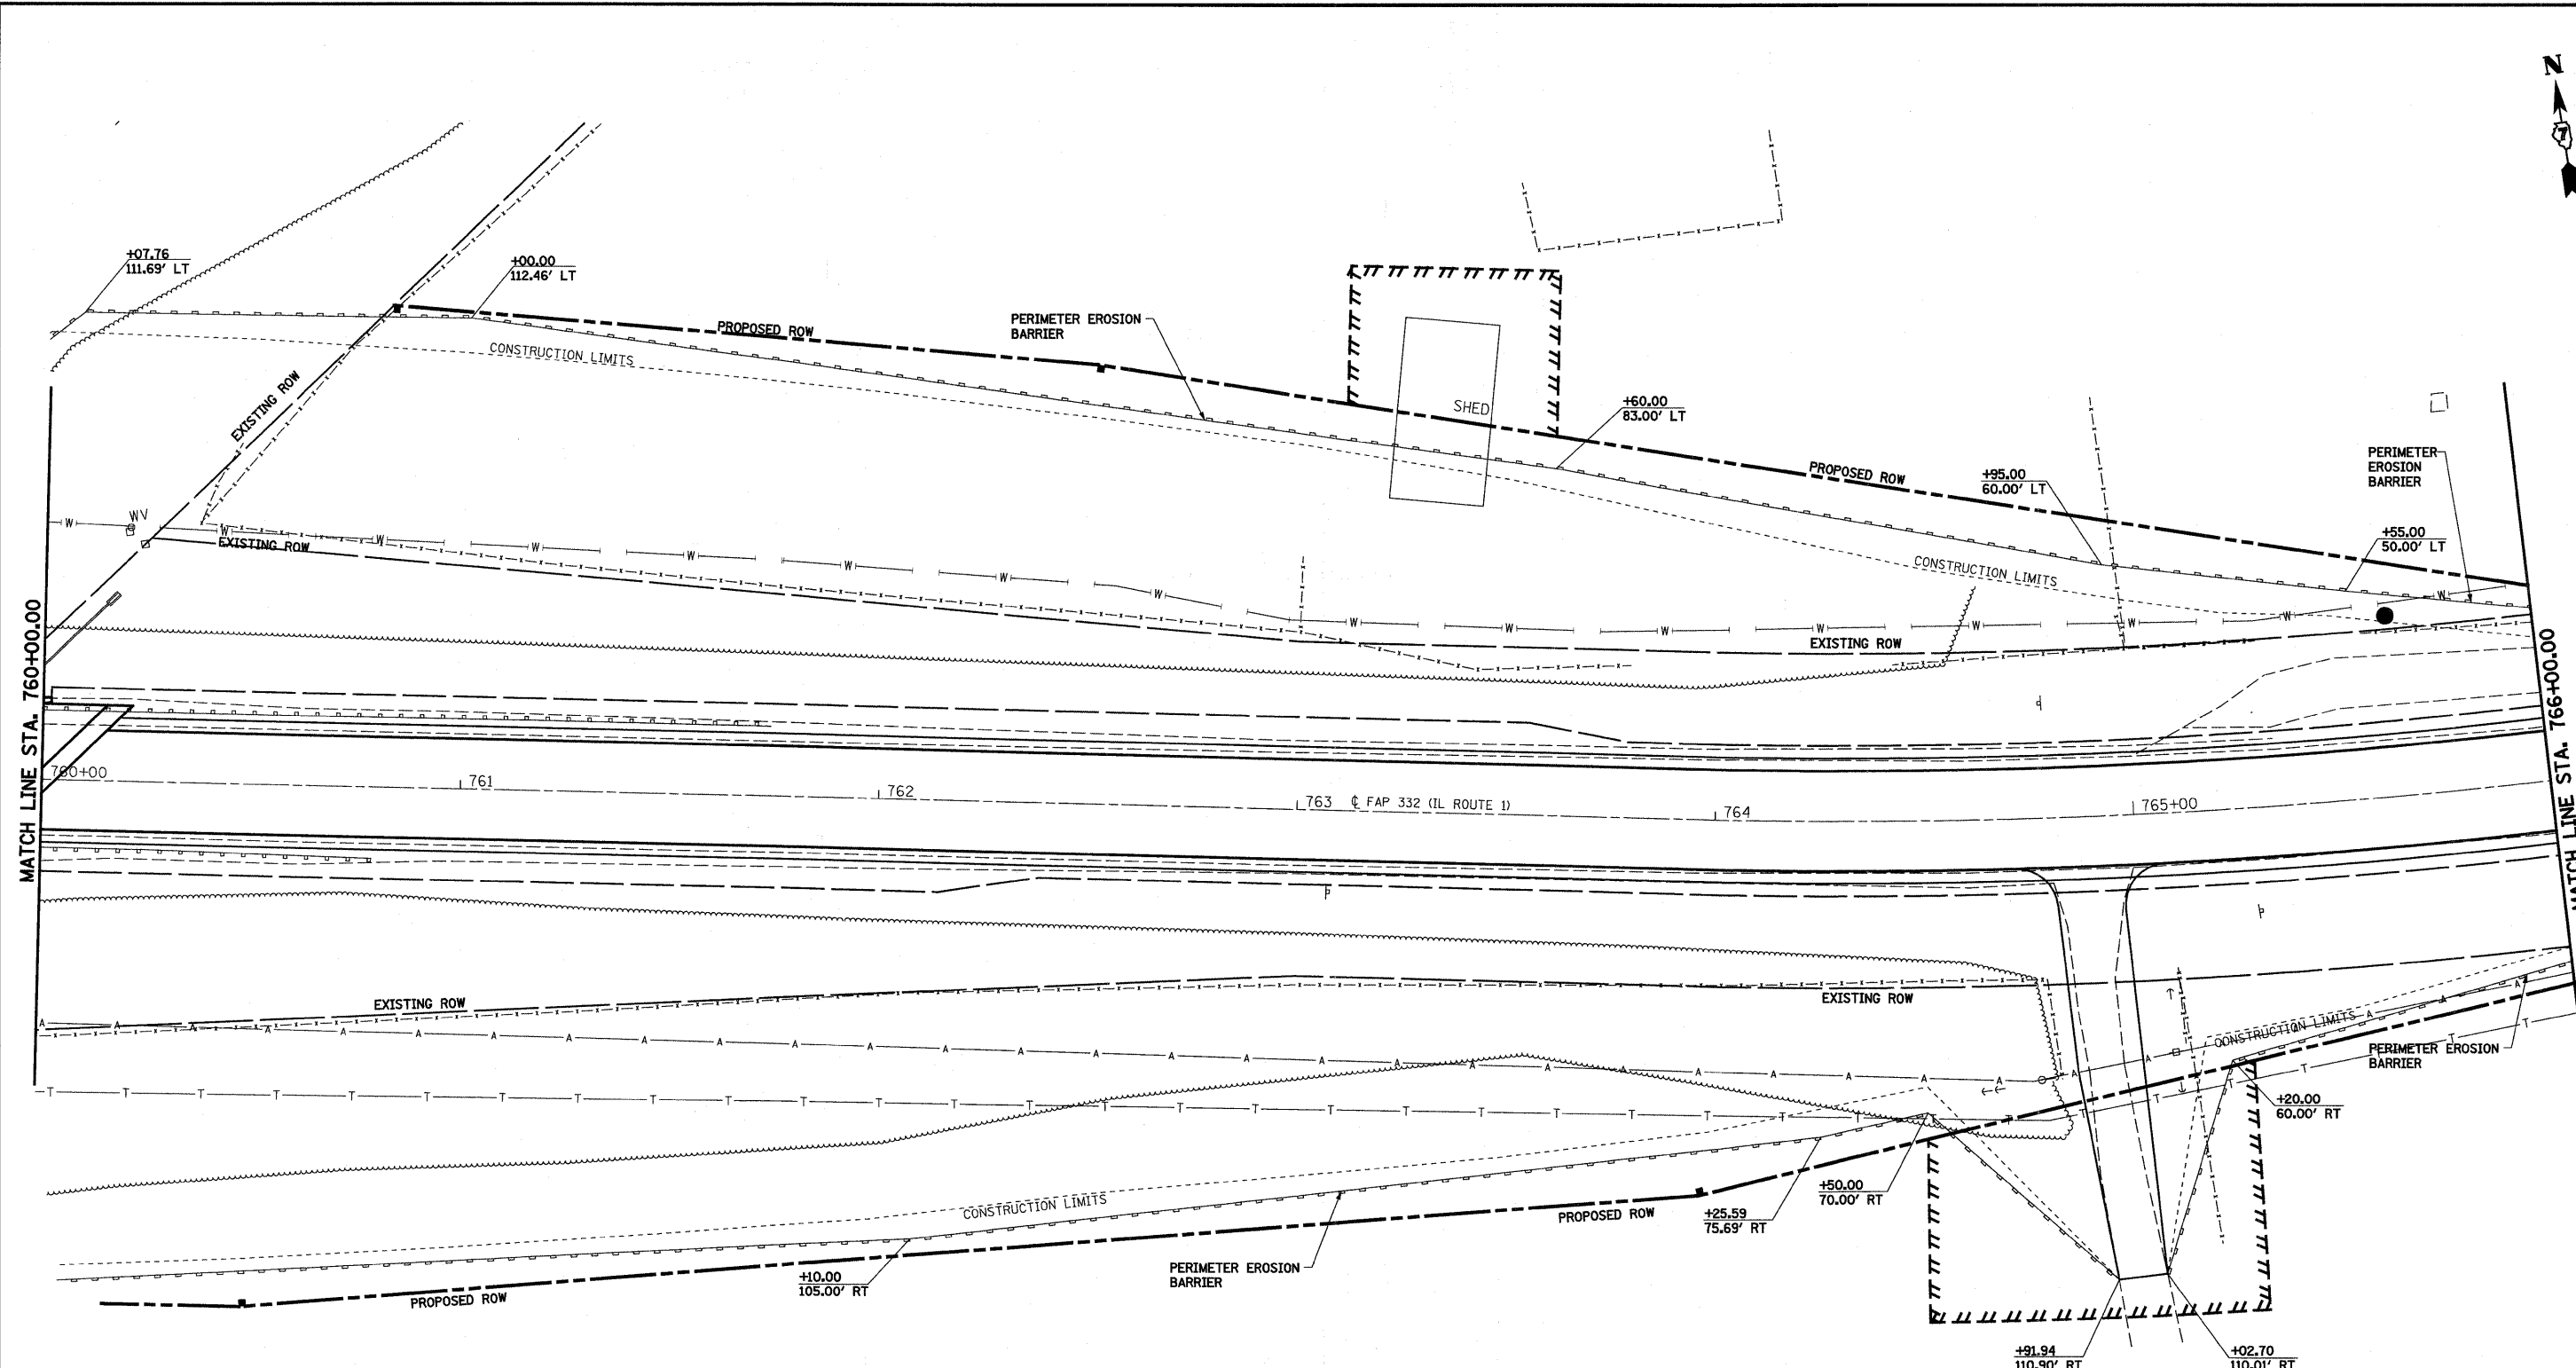 N
7
+07.76
111.69' LT
+00.00
112.46' LT
PROPOSED ROW
PERIMETER EROSION
BARRIER
CONSTRUCTION LIMITS
EXISTING ROW
SHED
+60.00
83.00' LT
PROPOSED ROW
+95.00
60.00' LT
PERIMETER
EROSION
BARRIER
+55.00
50.00' LT
CONSTRUCTION LIMITS
WV
W W W W W W W W W W W W W W W W
EXISTING ROW
EXISTING ROW
MATCH LINE STA. 760+00.00
MATCH LINE STA. 766+00.00
760+00
761
762
763
℄ FAP 332 (IL ROUTE 1)
764
765+00
EXISTING ROW
EXISTING ROW
A A A A A A A A A A A A A A A A A A A A A A A A A A A A A A A A
T T T T T T T T T T T T T T T T T T T T T T T T T T T T T T T T
CONSTRUCTION LIMITS
PERIMETER EROSION
BARRIER
+20.00
60.00' RT
CONSTRUCTION LIMITS
+50.00
70.00' RT
+25.59
75.69' RT
PROPOSED ROW
PERIMETER EROSION
BARRIER
+10.00
105.00' RT
PROPOSED ROW
+91.94
110.90' RT
+02.70
110.01' RT